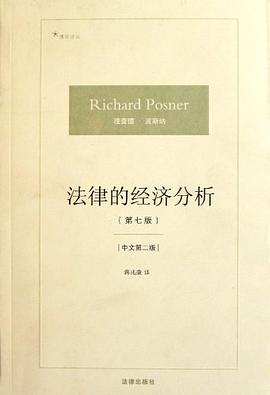 Richard Posner
理查德 · 波斯纳
法律的经济分析
{第七版}
|中文第二版|
蒋兆康 译
法律出版社